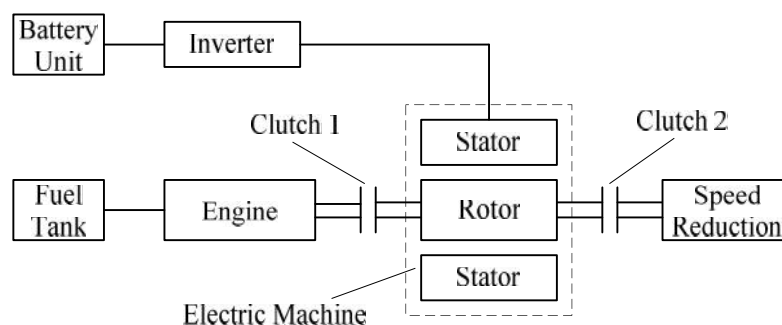 Battery
Unit
Inverter
Clutch 1
Stator
Clutch 2
Fuel
Tank
Engine
Rotor
Speed
Reduction
Stator
Electric Machine